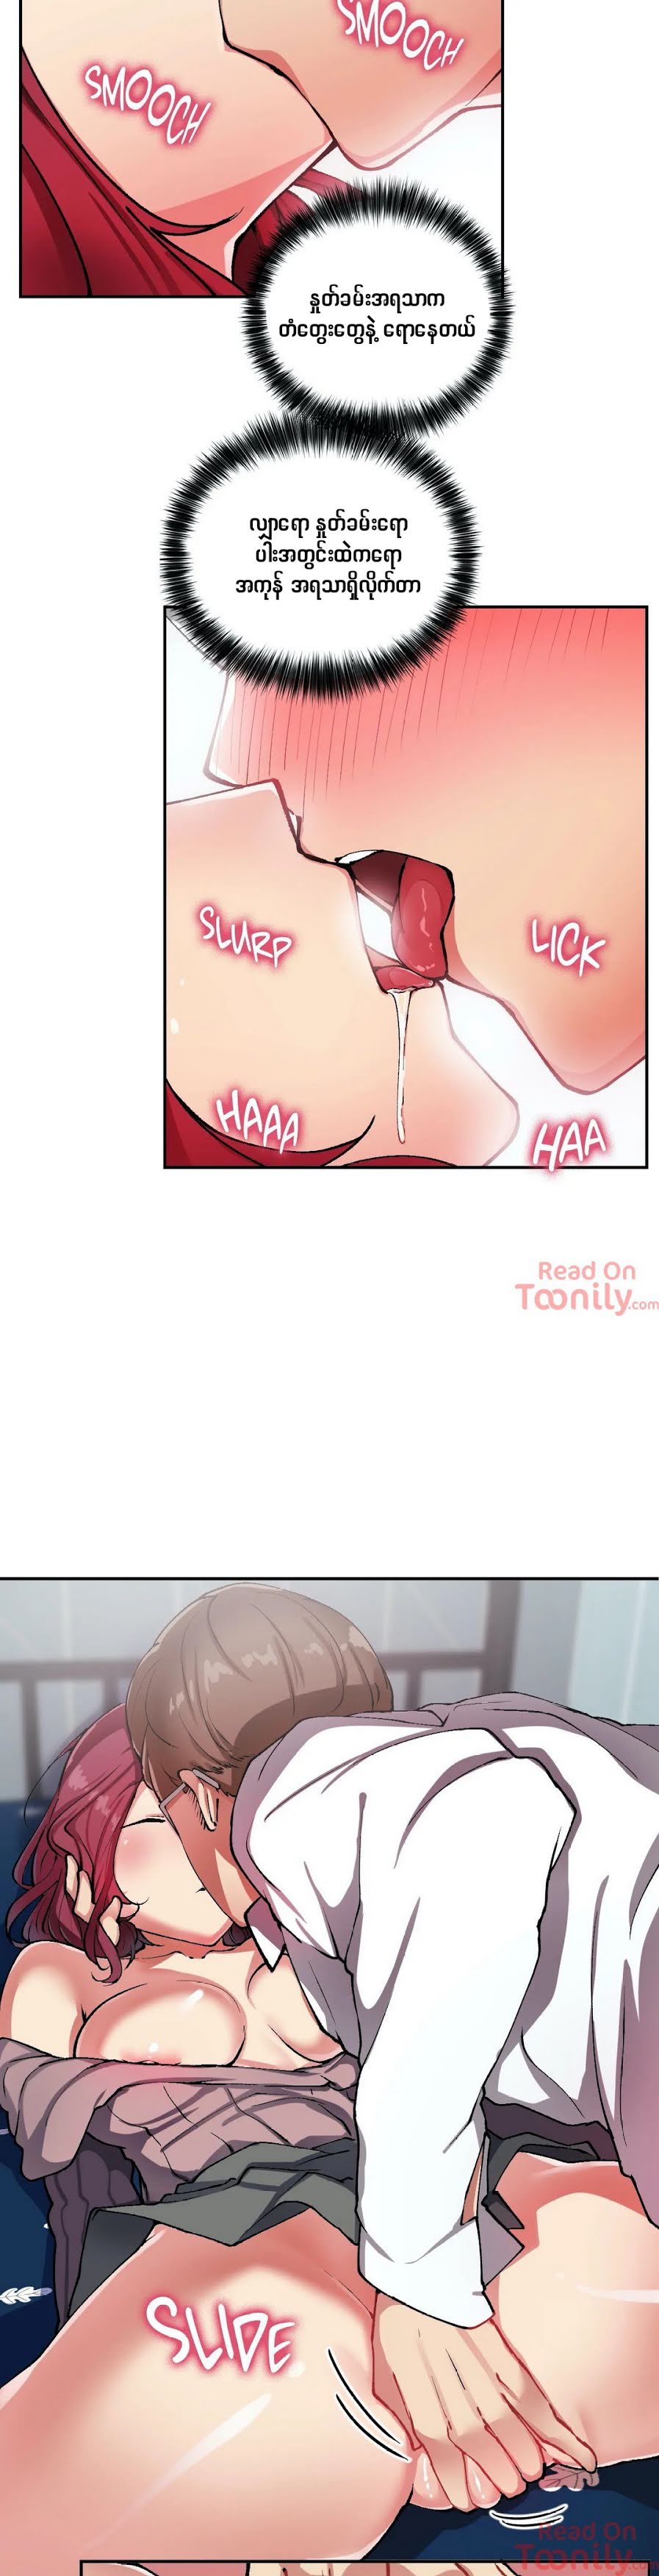 SMOOCH
SMOOCH
နှုတ်ခမ်းအရသာက
တံတွေးတွေနဲ့ ရောနေတယ်
လျှာရော နှုတ်ခမ်းရော
ပါးအတွင်းထဲကရော
အကုန် အရသာရှိလိုက်တာ
SLURP
LICK
HAAA
HAA
Read On
Toonily.com
SLIDE
Read On
Toonily.com